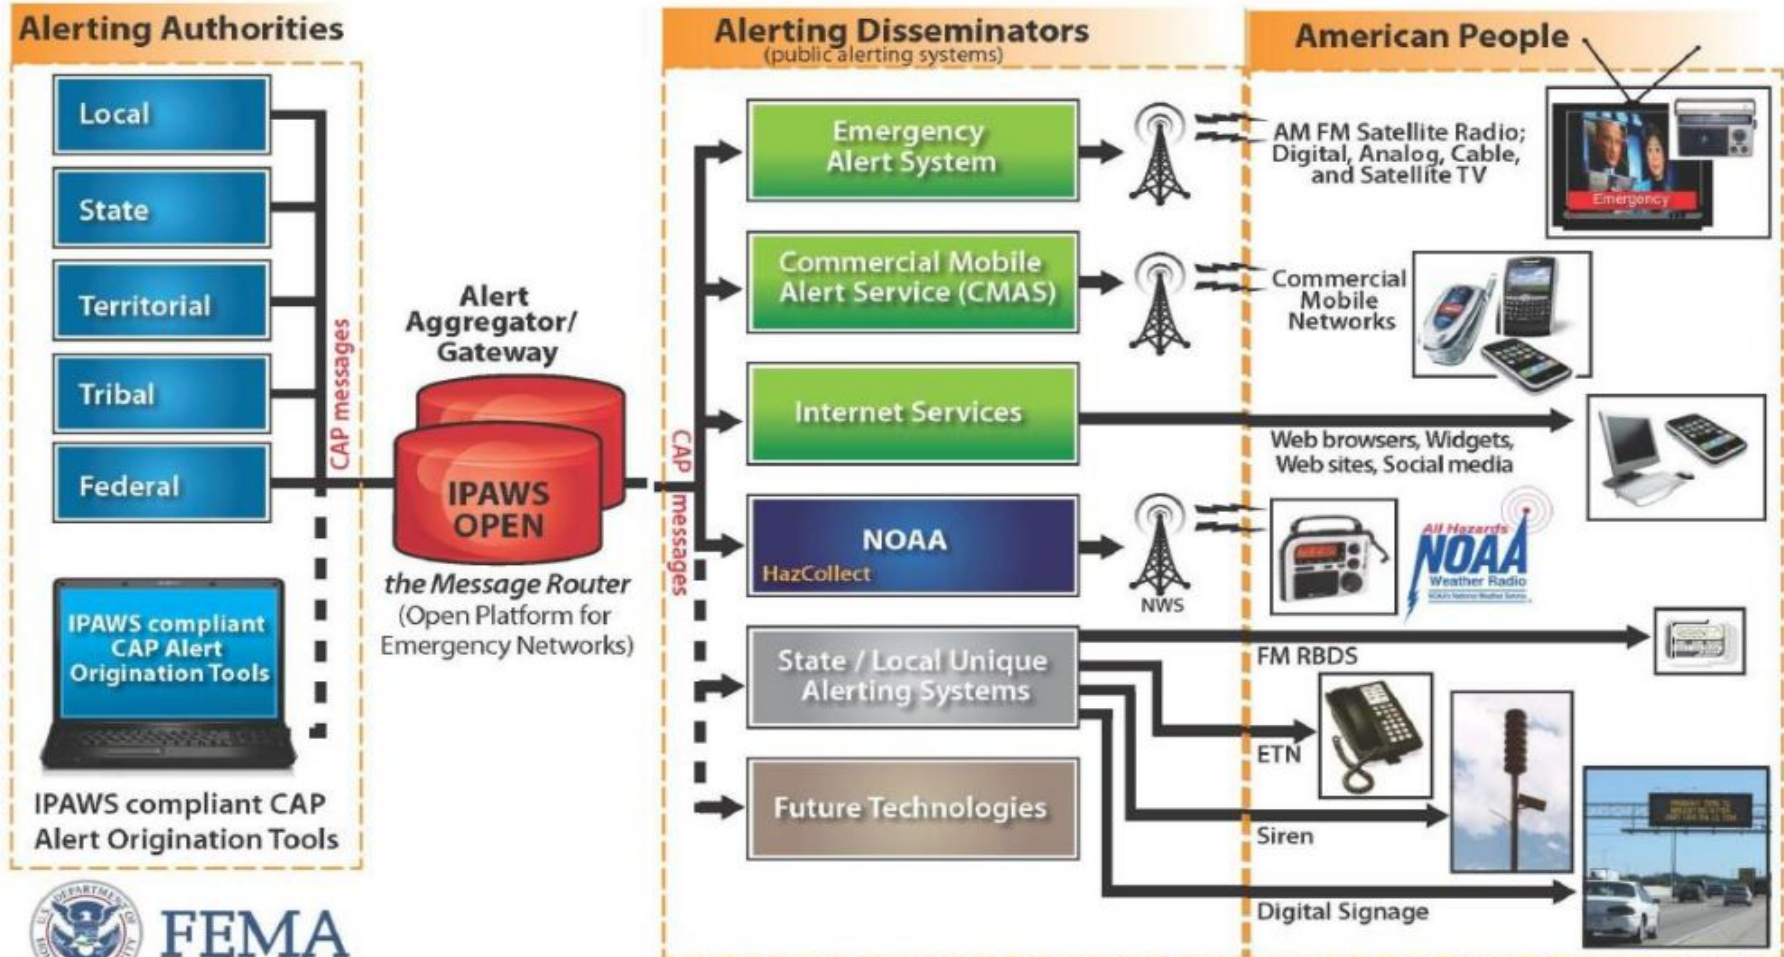 Alerting Authorities
Local
State
Territorial
Tribal
Federal
CAP messages
IPAWS compliant
CAP Alert
Origination Tools
IPAWS compliant CAP
Alert Origination Tools
FEMA
Alert
Aggregator/
Gateway
IPAWS
OPEN
the Message Router
(Open Platform for
Emergency Networks)
CAP messages
Alerting Disseminators
(public alerting systems)
Emergency
Alert System
Commercial Mobile
Alert Service (CMAS)
Internet Services
NOAA
HazCollect
NWS
State / Local Unique
Alerting Systems
Future Technologies
American People
AM FM Satellite Radio;
Digital, Analog, Cable,
and Satellite TV
Emergency
Commercial
Mobile
Networks
Web browsers, Widgets,
Web sites, Social media
All Hazards
NOAA
Weather Radio
FM RBDS
ETN
Siren
Digital Signage